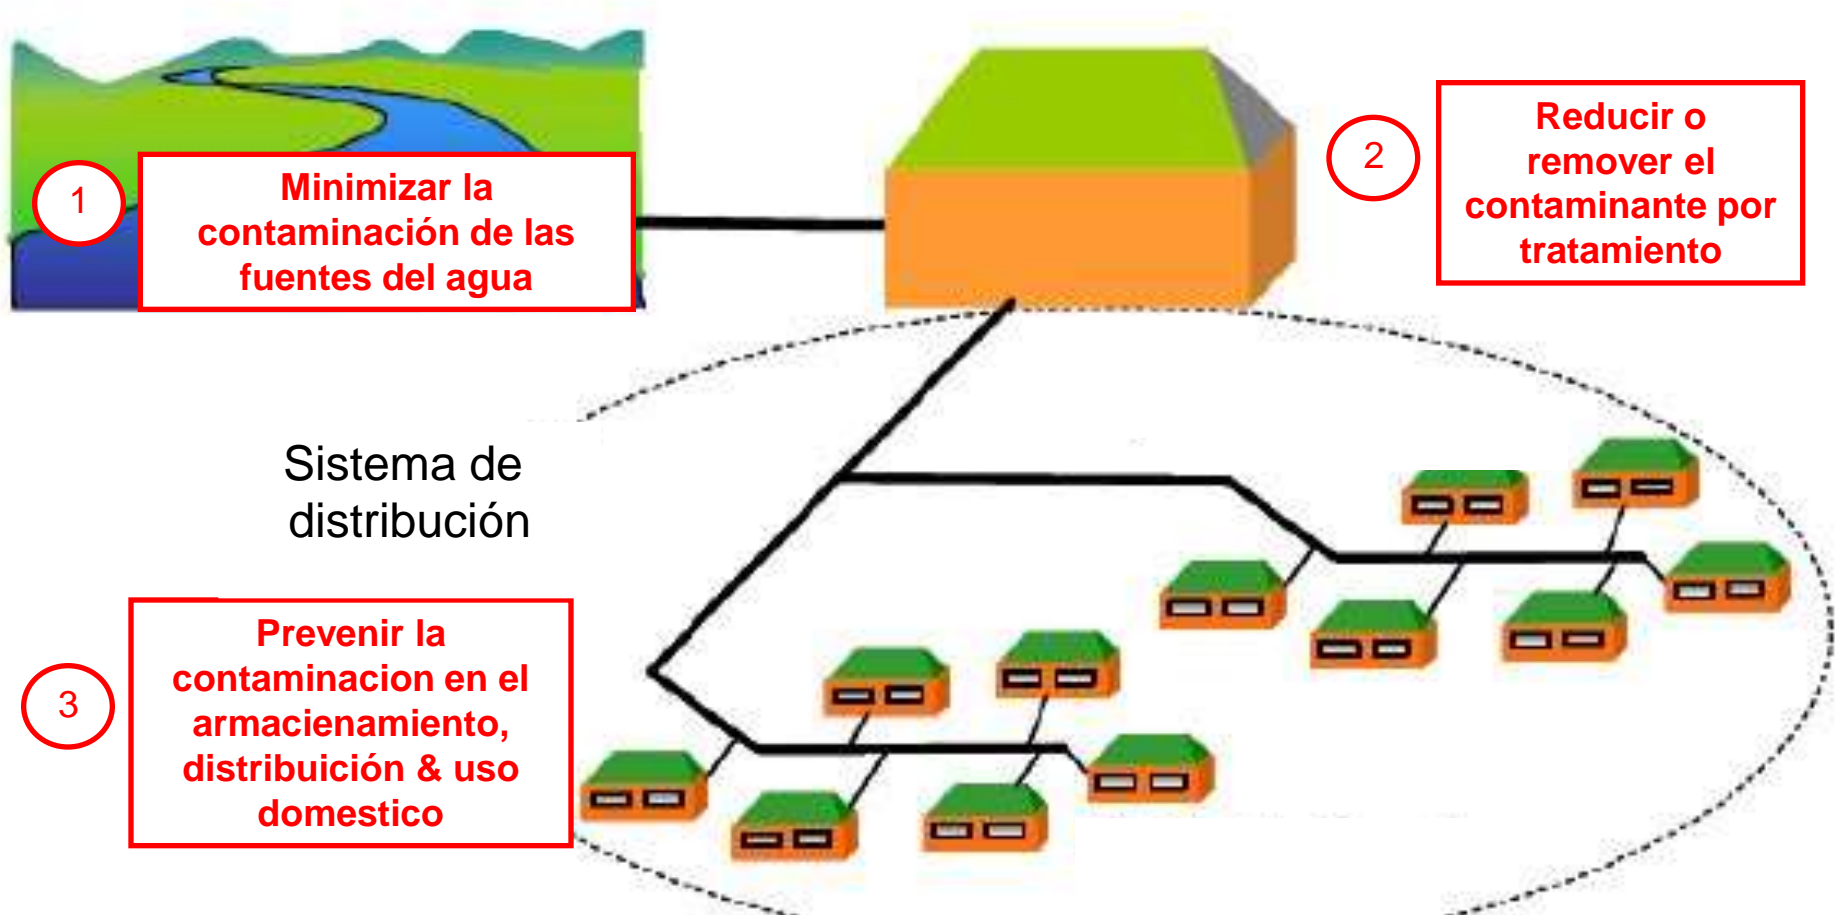 1
Minimizar la
contaminación de las
fuentes del agua
2
Reducir o
remover el
contaminante por
tratamiento
Sistema de
distribución
3
Prevenir la
contaminacion en el
armacienamiento,
distribuición & uso
domestico